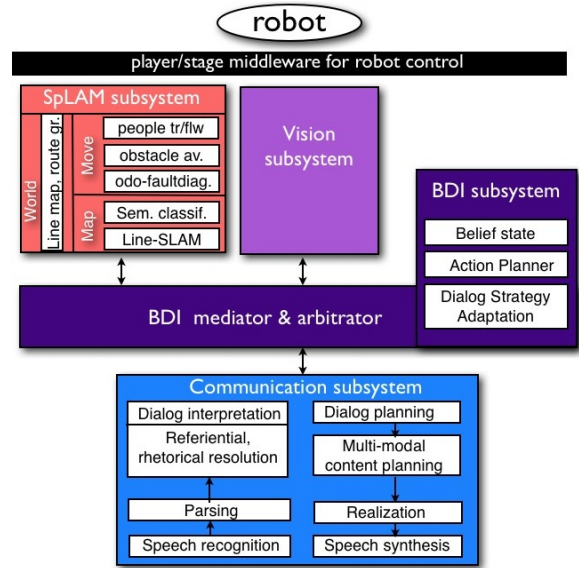 robot
player/stage middleware for robot control
SpLAM subsystem
World
Line map, route gr.
Move
people tr/flw
obstacle av.
odo-faultdiag.
Map
Sem. classif.
Line-SLAM
Vision
subsystem
BDI subsystem
Belief state
Action Planner
Dialog Strategy
Adaptation
BDI mediator & arbitrator
Communication subsystem
Dialog interpretation
Referiential,
rhetorical resolution
Parsing
Speech recognition
Dialog planning
Multi-modal
content planning
Realization
Speech synthesis